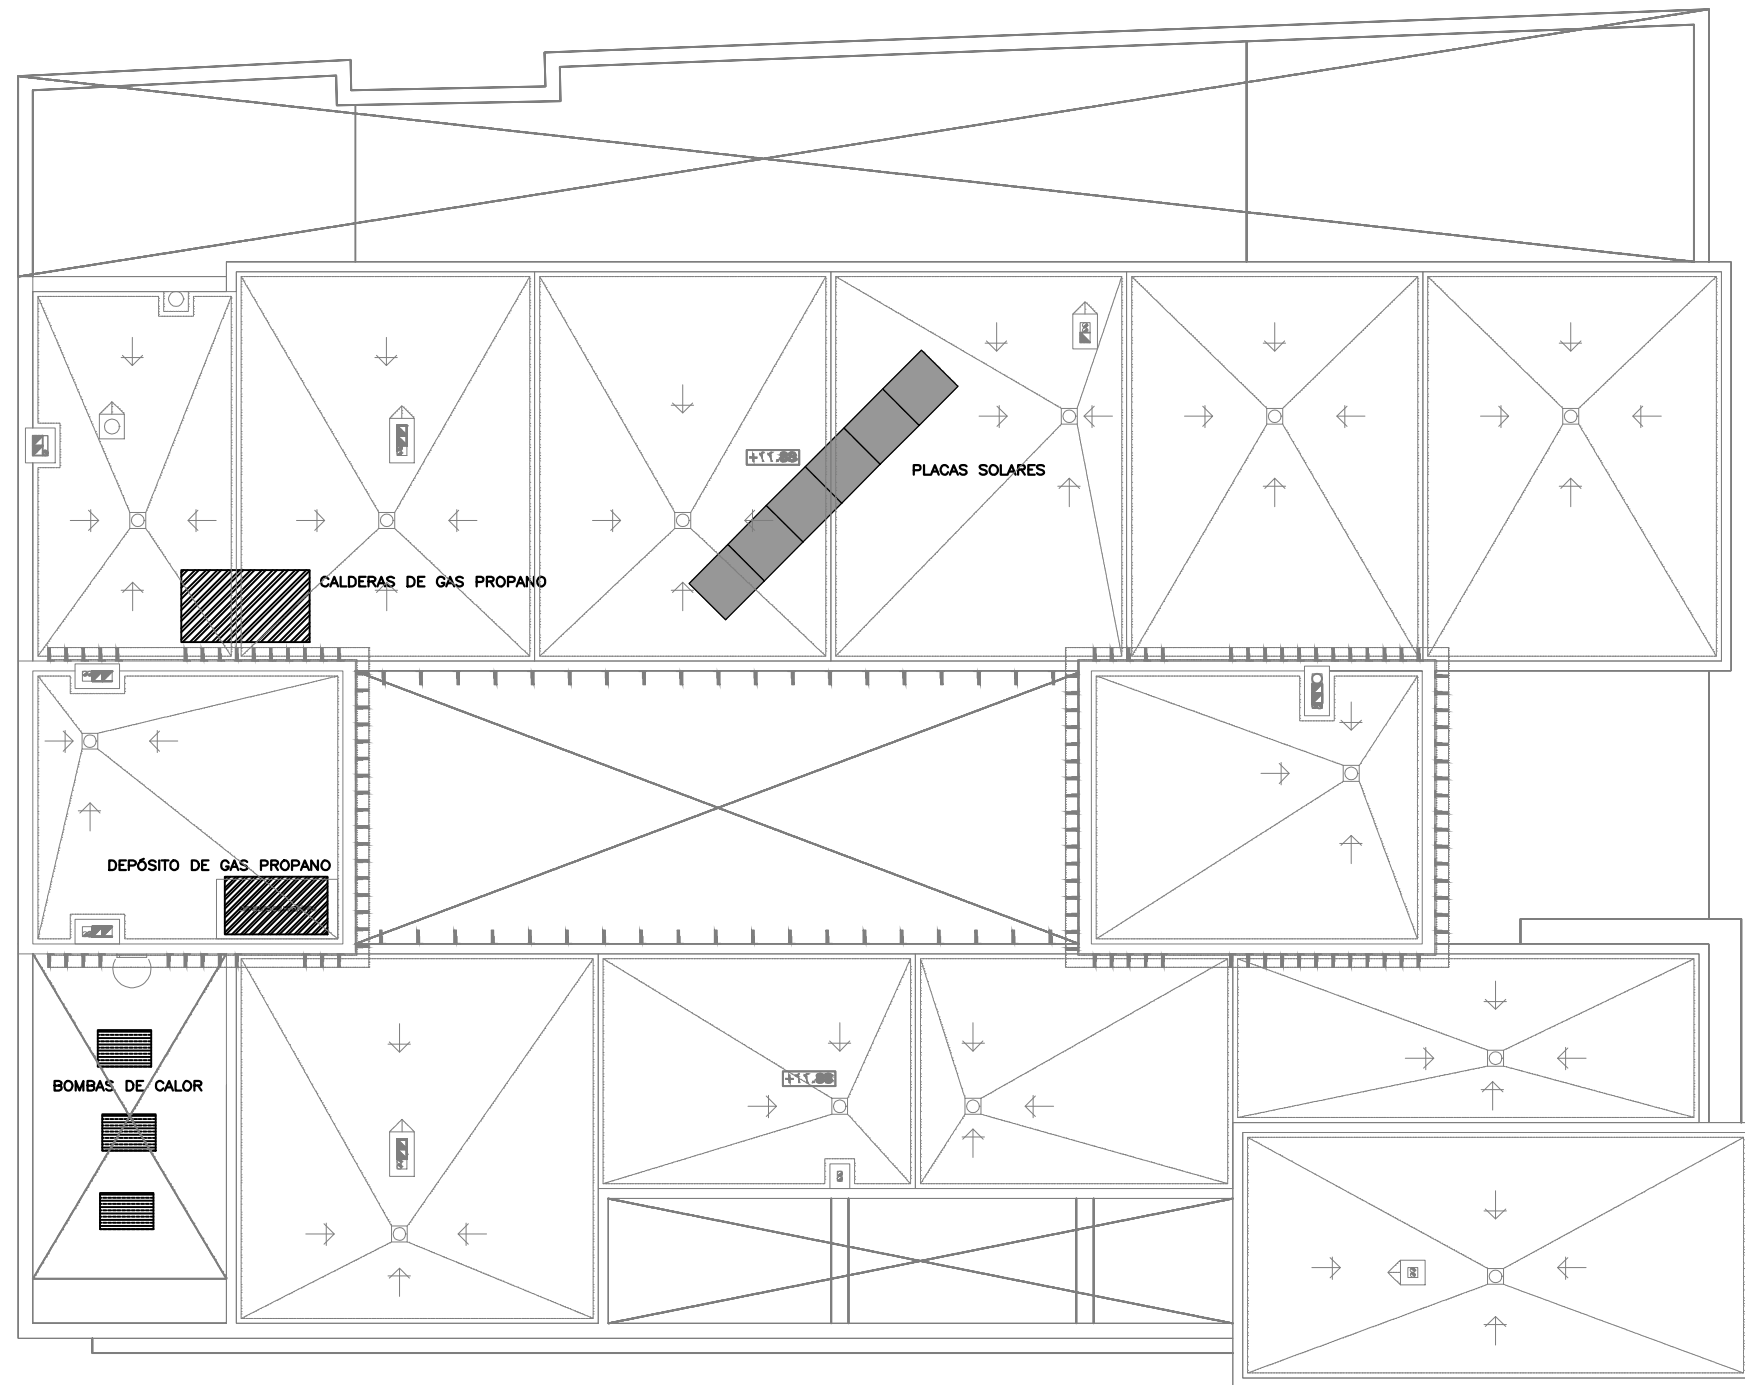 PLACAS SOLARES
CALDERAS DE GAS PROPANO
DEPÓSITO DE GAS PROPANO
BOMBAS DE CALOR